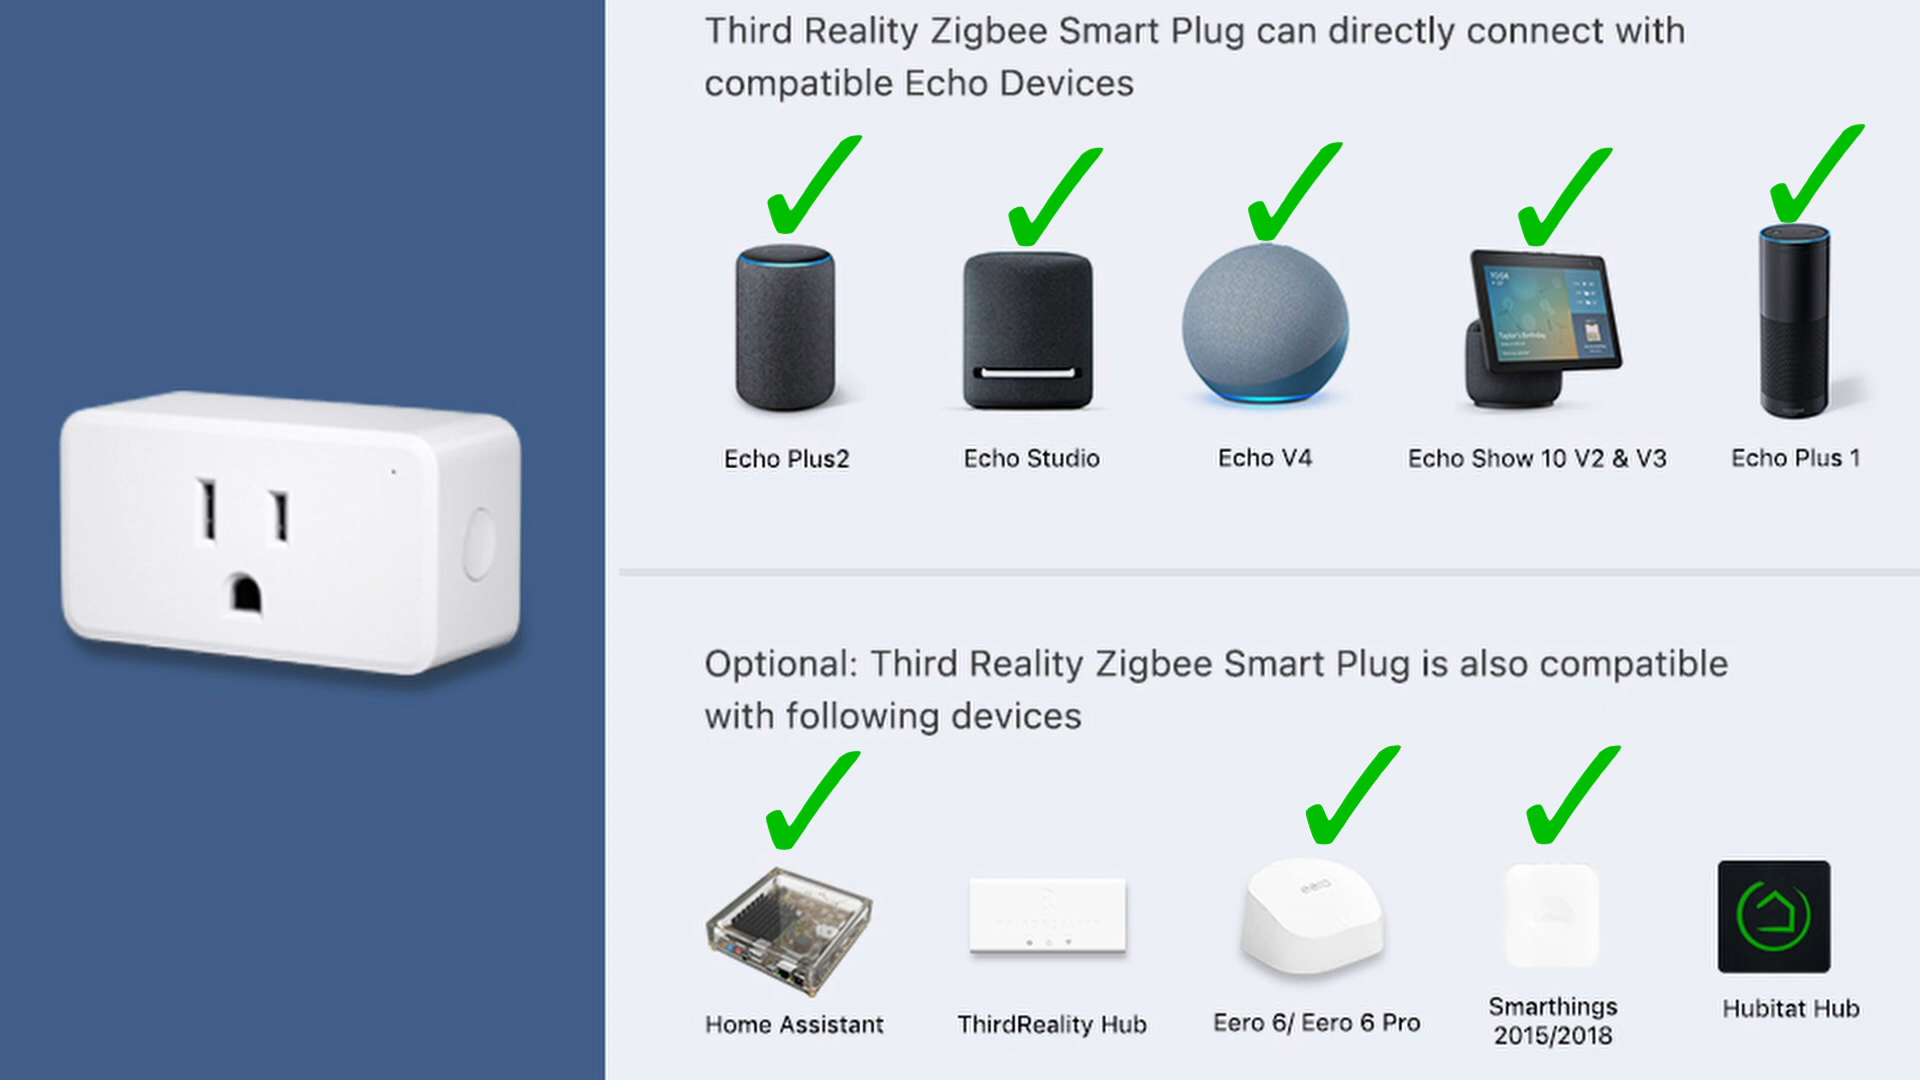 Third Reality Zigbee Smart Plug can directly connect with
compatible Echo Devices
Echo Plus2
Echo Studio
Echo V4
Echo Show 10 V2 & V3
Echo Plus 1
Optional: Third Reality Zigbee Smart Plug is also compatible
with following devices
eero
Home Assistant
ThirdReality Hub
Eero 6/ Eero 6 Pro
Smarthings
2015/2018
Hubitat Hub